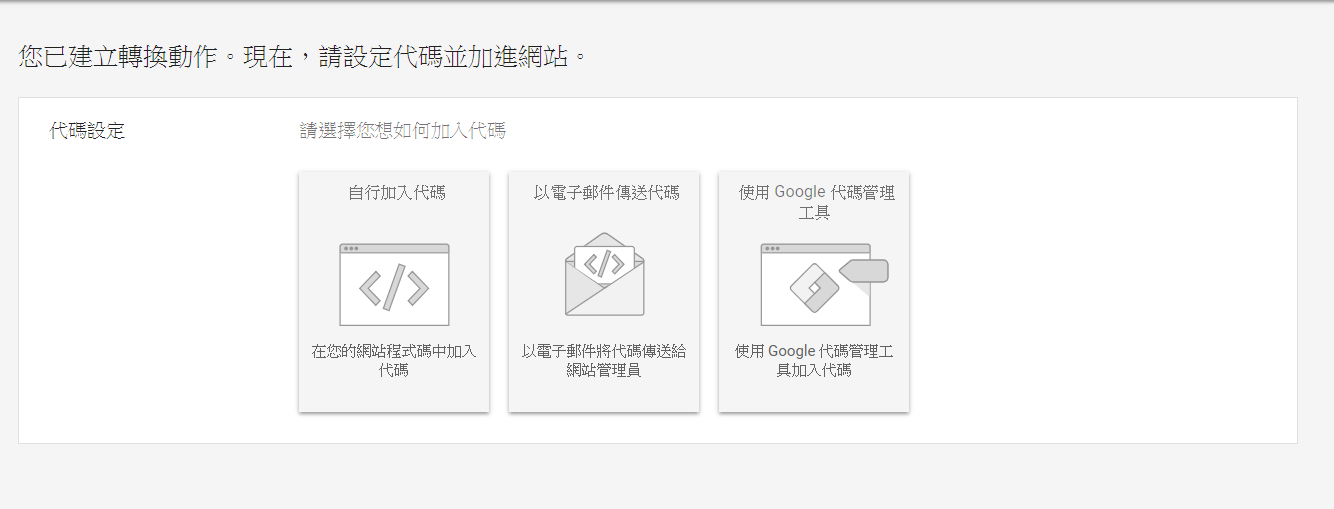 您已建立轉換動作。現在，請設定代碼並加進網站。
代碼設定
請選擇您想如何加入代碼
自行加入代碼
在您的網站程式碼中加入
代碼
以電子郵件傳送代碼
以電子郵件將代碼傳送給
網站管理員
使用 Google 代碼管理
工具
使用 Google 代碼管理工
具加入代碼